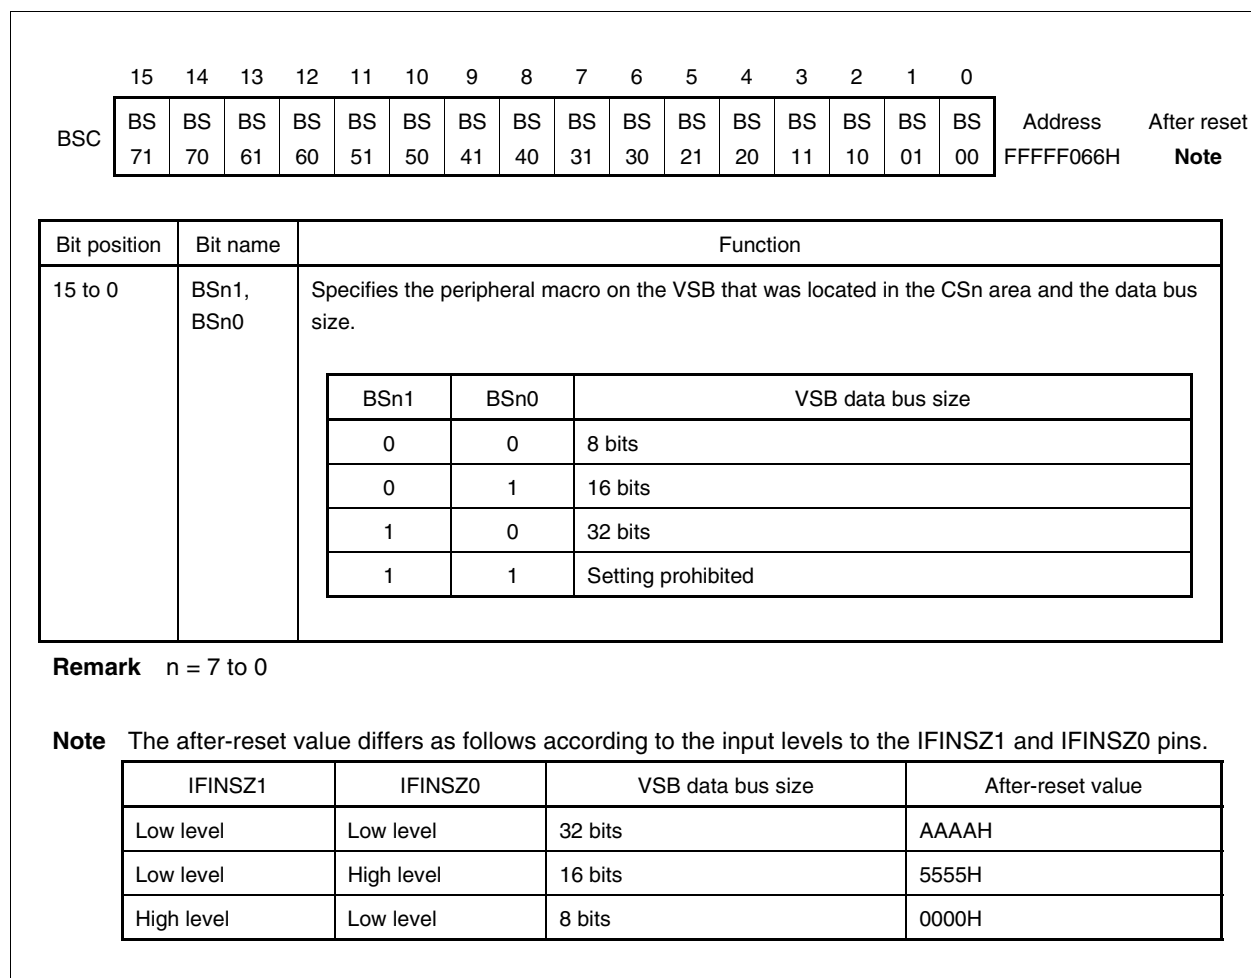 15 14 13 12 11 10 9 8 7 6 5 4 3 2 1 0
BSC BS BS BS BS BS BS BS BS BS BS BS BS BS BS BS BS Address After reset
71 70 61 60 51 50 41 40 31 30 21 20 11 10 01 00 FFFFF066H Note
Bit position Bit name Function
15 to 0 BSn1, Specifies the peripheral macro on the VSB that was located in the CSn area and the data bus
BSn0 size.
BSn1 BSn0 VSB data bus size
0 0 8 bits
0 1 16 bits
1 0 32 bits
1 1 Setting prohibited
Remark n = 7 to 0
Note The after-reset value differs as follows according to the input levels to the IFINSZ1 and IFINSZ0 pins.
IFINSZ1 IFINSZ0 VSB data bus size After-reset value
Low level Low level 32 bits AAAAH
Low level High level 16 bits 5555H
High level Low level 8 bits 0000H